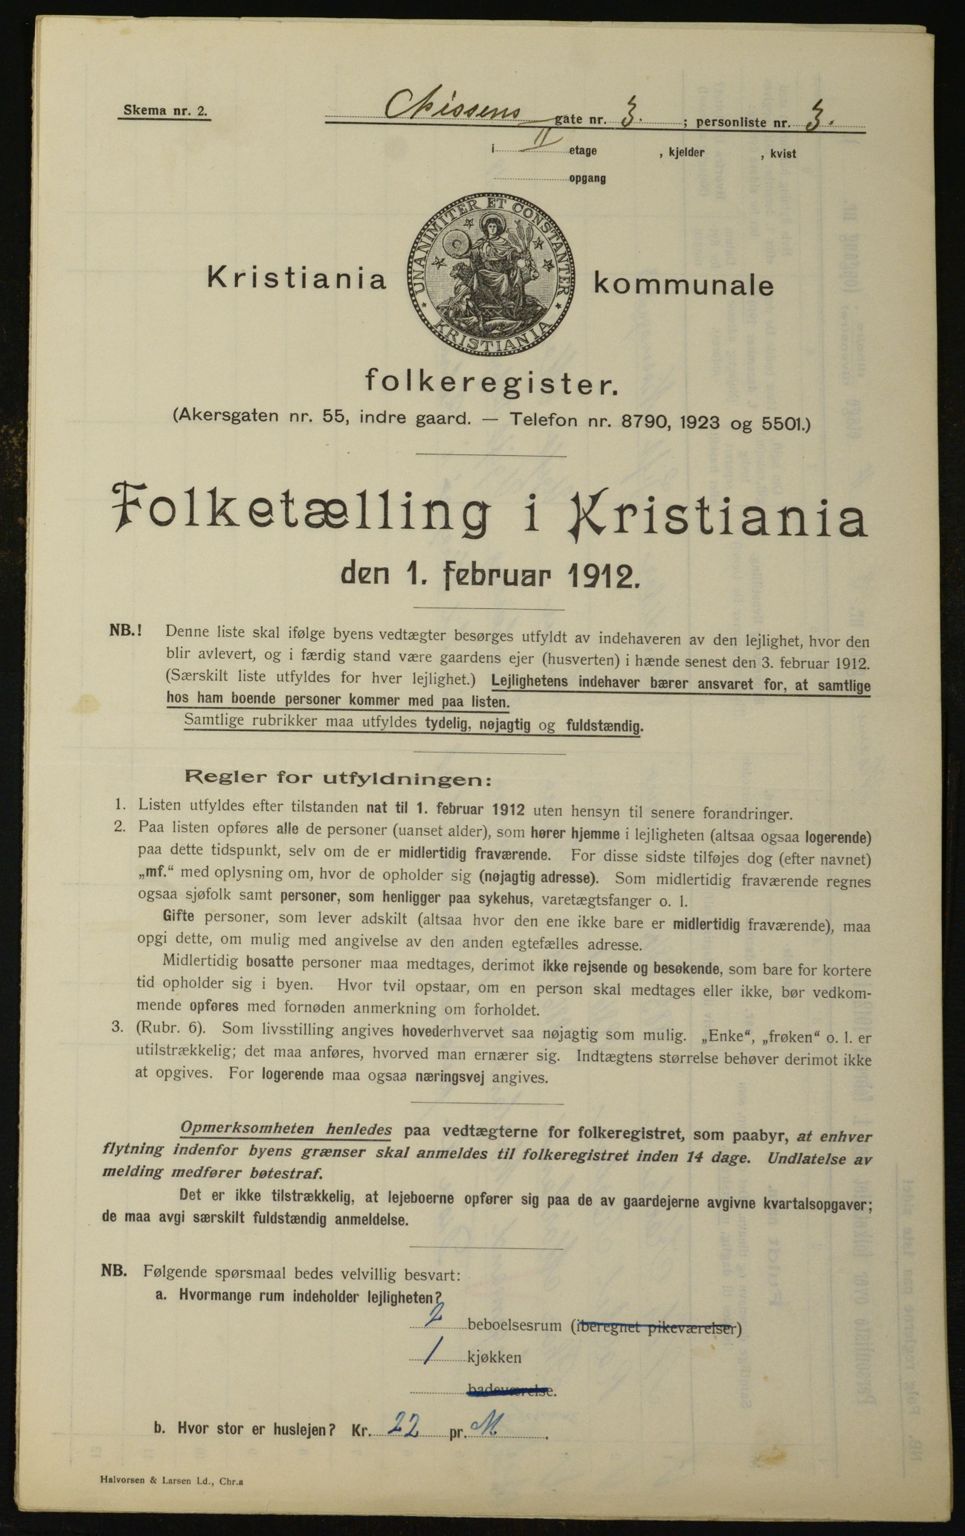 Skema nr. 2.
Nissens gate nr. 3. ; personliste nr. 3.
i II etage , kjelder , kvist
opgang
UNANIMITER ET CONSTANTER
KRISTIANIA
Kristiania kommunale
folkeregister.
(Akersgaten nr. 55, indre gaard. — Telefon nr. 8790, 1923 og 5501.)
Folketælling i Kristiania
den 1. februar 1912.
NB.! Denne liste skal ifølge byens vedtægter besørges utfyldt av indehaveren av den lejlighet, hvor den
blir avlevert, og i færdig stand være gaardens ejer (husverten) i hænde senest den 3. februar 1912.
(Særskilt liste utfyldes for hver lejlighet.) Lejlighetens indehaver bærer ansvaret for, at samtlige
hos ham boende personer kommer med paa listen.
Samtlige rubrikker maa utfyldes tydelig, nøjagtig og fuldstændig.
Regler for utfyldningen:
1. Listen utfyldes efter tilstanden nat til 1. februar 1912 uten hensyn til senere forandringer.
2. Paa listen opføres alle de personer (uanset alder), som hører hjemme i lejligheten (altsaa ogsaa logerende)
paa dette tidspunkt, selv om de er midlertidig fraværende. For disse sidste tilføjes dog (efter navnet)
„mf.“ med oplysning om, hvor de opholder sig (nøjagtig adresse). Som midlertidig fraværende regnes
ogsaa sjøfolk samt personer, som henligger paa sykehus, varetægtsfanger o. l.
Gifte personer, som lever adskilt (altsaa hvor den ene ikke bare er midlertidig fraværende), maa
opgi dette, om mulig med angivelse av den anden egtefælles adresse.
Midlertidig bosatte personer maa medtages, derimot ikke rejsende og besøkende, som bare for kortere
tid opholder sig i byen. Hvor tvil opstaar, om en person skal medtages eller ikke, bør vedkom-
mende opføres med fornøden anmerkning om forholdet.
3. (Rubr. 6). Som livsstilling angives hovederhvervet saa nøjagtig som mulig. „Enke“, „frøken“ o. l. er
utilstrækkelig; det maa anføres, hvorved man ernærer sig. Indtægtens størrelse behøver derimot ikke
at opgives. For logerende maa ogsaa næringsvej angives.
Opmerksomheten henledes paa vedtægterne for folkeregistret, som paabyr, at enhver
flytning indenfor byens grænser skal anmeldes til folkeregistret inden 14 dage. Undlatelse av
melding medfører bøtestraf.
Det er ikke tilstrækkelig, at lejeboerne opfører sig paa de av gaardejerne avgivne kvartalsopgaver;
de maa avgi særskilt fuldstændig anmeldelse.
NB. Følgende spørsmaal bedes velvillig besvart:
a. Hvormange rum indeholder lejligheten?
2 beboelsesrum (iberegnet pikeværelser)
1 kjøkken
badeværelse.
b. Hvor stor er huslejen? Kr. 22 pr. M.
Halvorsen & Larsen Ld., Chr.a